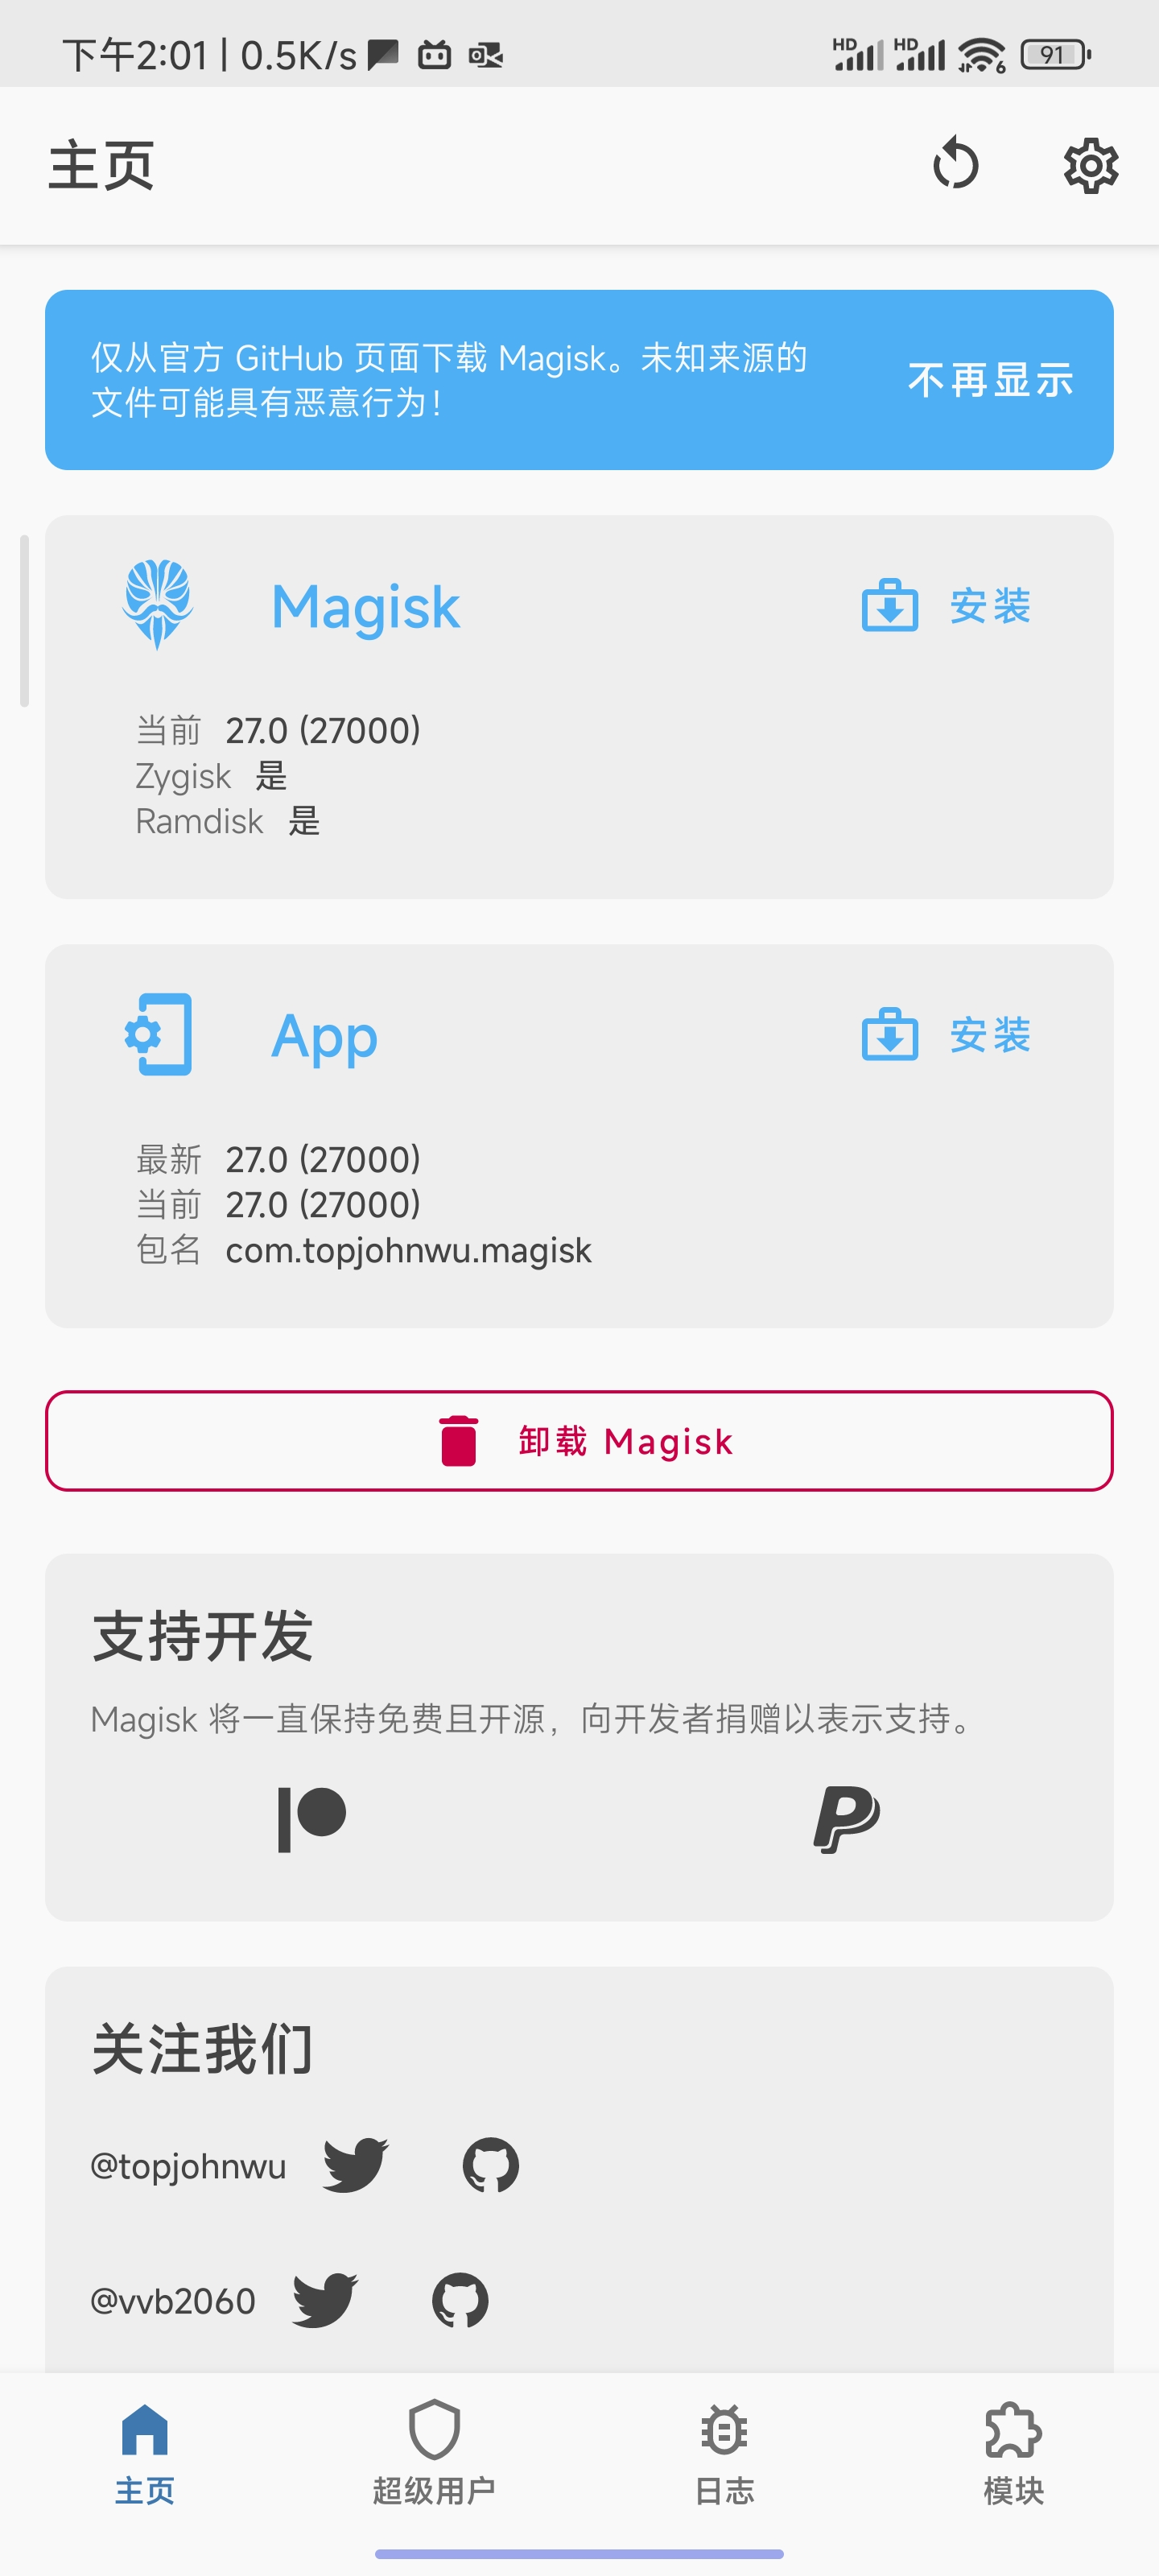 下午2:01 | 0.5K/s HD HD 6 91
主页
仅从官方 GitHub 页面下载 Magisk。未知来源的
文件可能具有恶意行为！
不再显示
Magisk 安装
当前 27.0 (27000)
Zygisk 是
Ramdisk 是
App 安装
最新 27.0 (27000)
当前 27.0 (27000)
包名 com.topjohnwu.magisk
卸载 Magisk
支持开发
Magisk 将一直保持免费且开源，向开发者捐赠以表示支持。
关注我们
@topjohnwu
@vvb2060
主页 超级用户 日志 模块